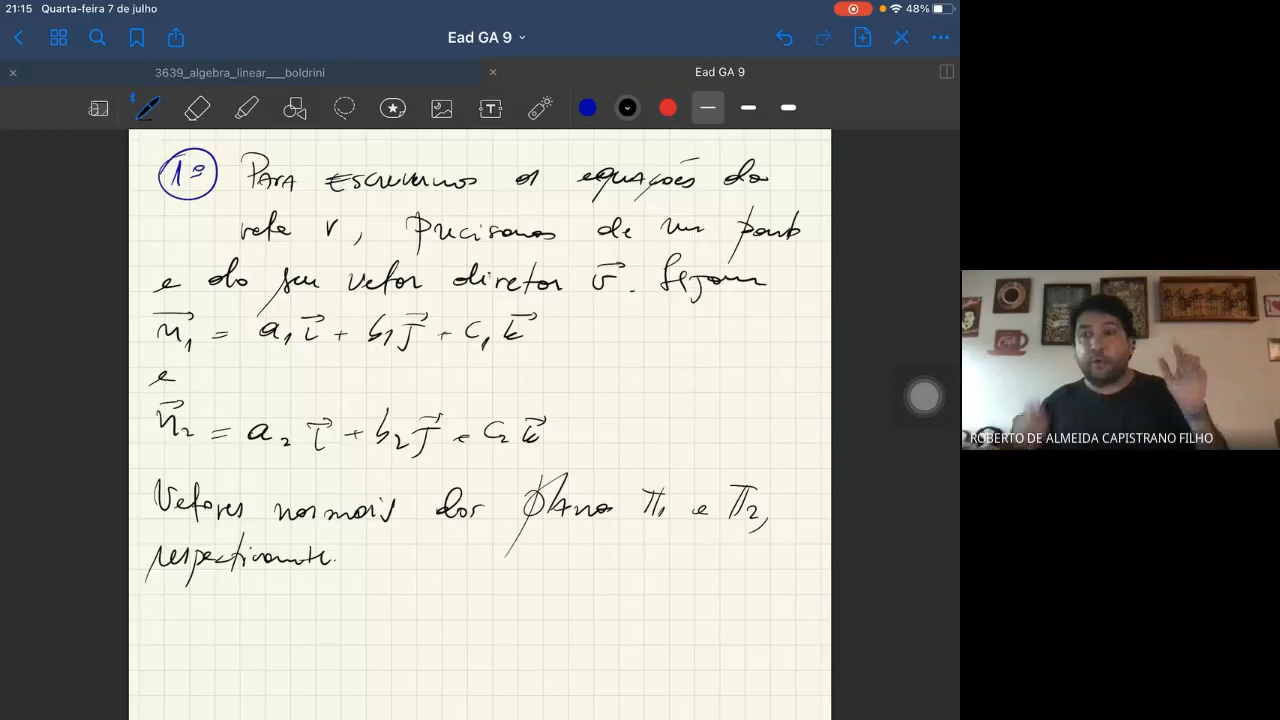 21:15 Quarta-feira 7 de julho
48%
Ead GA 9
3639_algebra_linear___boldrini
Ead GA 9
1º Para escrevermos as equações da
reta r, precisamos de um ponto
e do seu vetor diretor v⃗. Sejam
n⃗₁ = a₁i⃗ + b₁j⃗ + c₁k⃗
e
n⃗₂ = a₂i⃗ + b₂j⃗ + c₂k⃗
Vetores normais dos plano π₁ e π₂,
respectivamente.
ROBERTO DE ALMEIDA CAPISTRANO FILHO